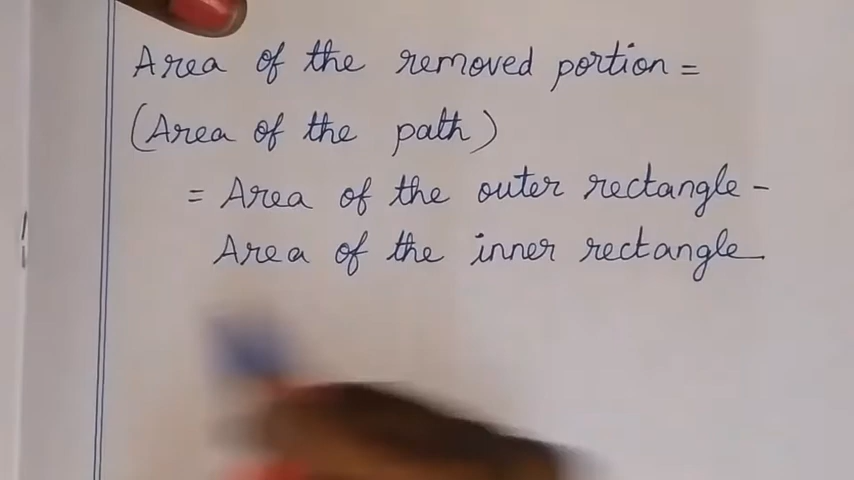 Area of the removed portion =
(Area of the path)
= Area of the outer rectangle -
Area of the inner rectangle